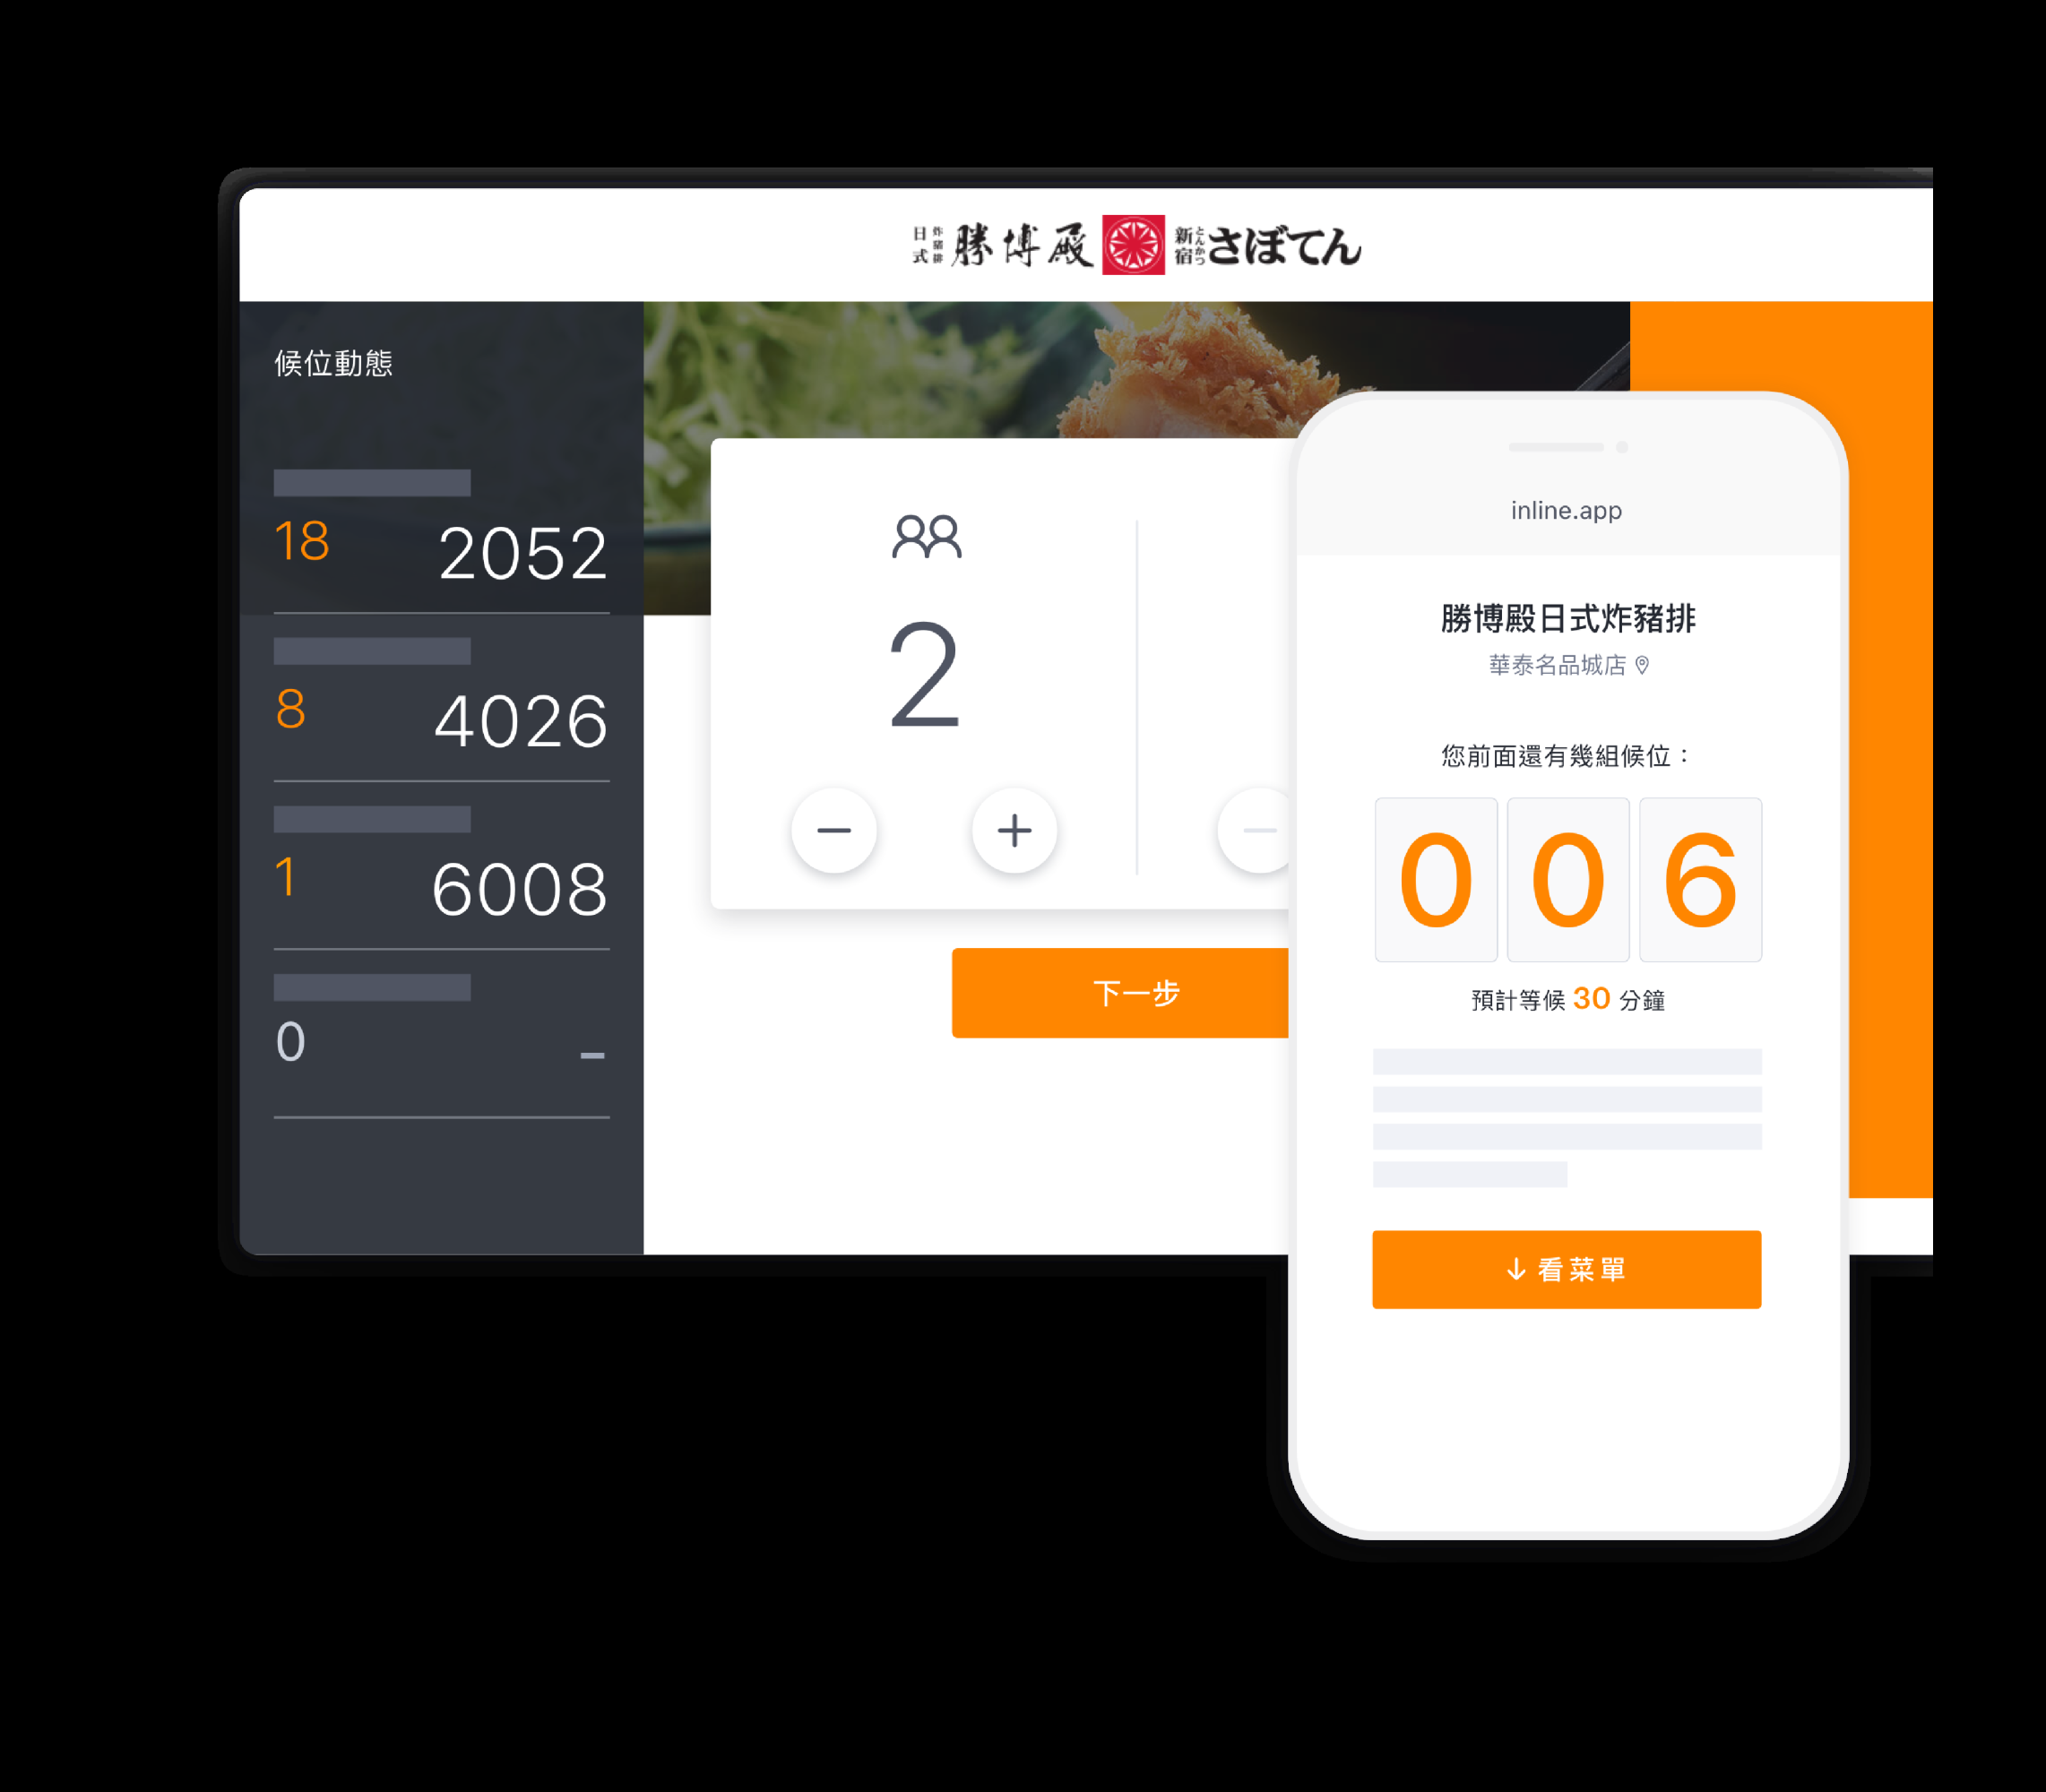 日式 炸豬排 勝博殿 新宿 とんかつ さぼてん
候位動態
18 2052
8 4026
1 6008
0 -
2
下一步
inline.app
勝博殿日式炸豬排
華泰名品城店
您前面還有幾組候位：
0 0 6
預計等候 30 分鐘
看菜單